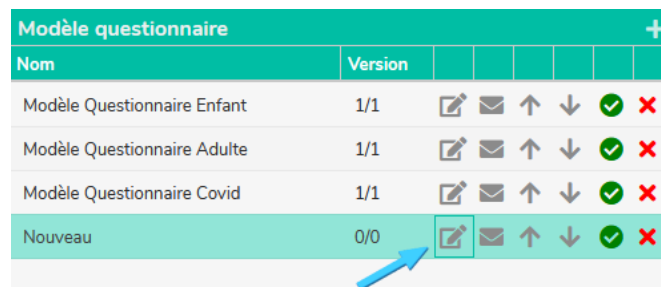 Modèle questionnaire
Nom Version
Modèle Questionnaire Enfant 1/1
Modèle Questionnaire Adulte 1/1
Modèle Questionnaire Covid 1/1
Nouveau 0/0